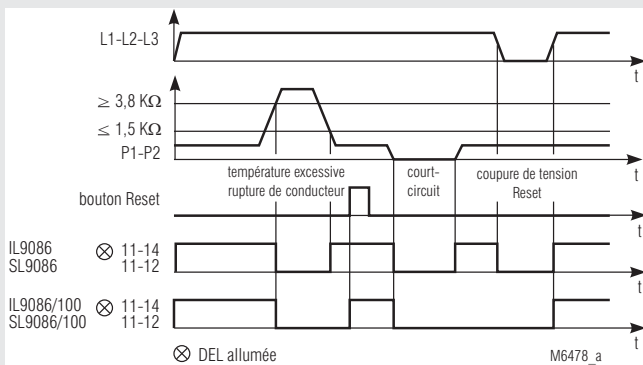 L1-L2-L3
t
≥ 3,8 KΩ
≤ 1,5 KΩ
P1-P2
t
température excessive
rupture de conducteur
court-
circuit
coupure de tension
Reset
bouton Reset
t
IL9086 ⊗ 11-14
SL9086 11-12
t
IL9086/100 ⊗ 11-14
SL9086/100 11-12
t
⊗ DEL allumée
M6478_a